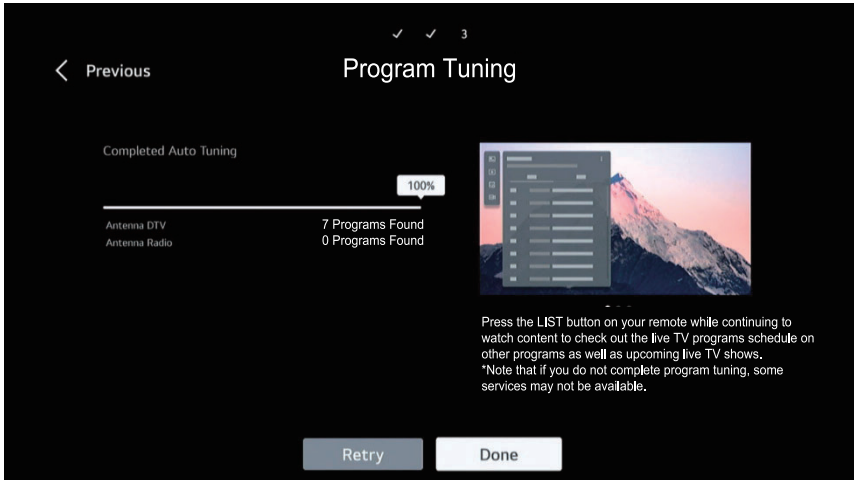 3
Previous
Program Tuning
Completed Auto Tuning
100%
Antenna DTV 7 Programs Found
Antenna Radio 0 Programs Found
Press the LIST button on your remote while continuing to
watch content to check out the live TV programs schedule on
other programs as well as upcoming live TV shows.
*Note that if you do not complete program tuning, some
services may not be available.
Retry
Done